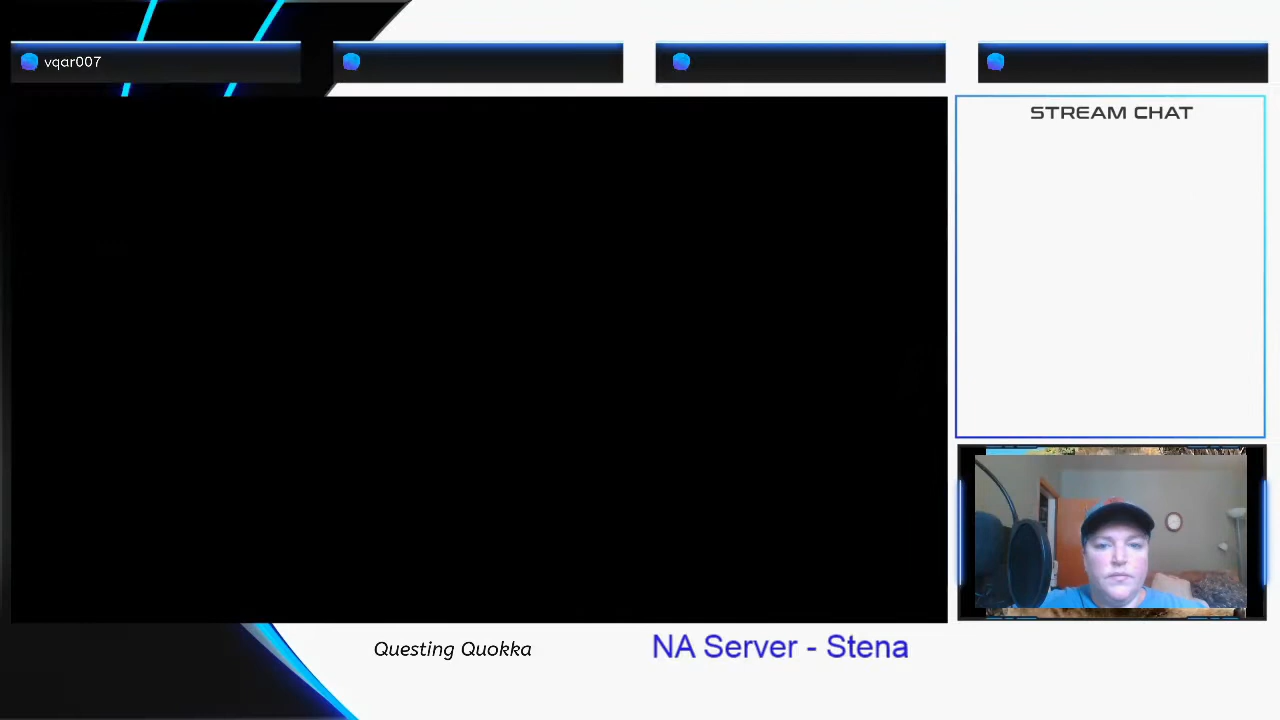 vqar007
STREAM CHAT
Questing Quokka
NA Server - Stena